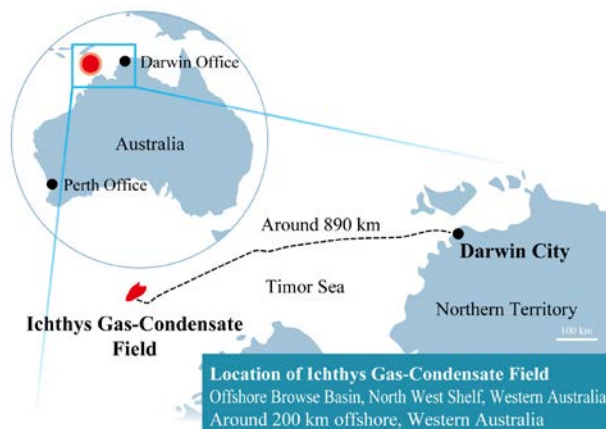 Darwin Office
Australia
Perth Office
Around 890 km
Darwin City
Timor Sea
Ichthys Gas-Condensate
Field
Northern Territory
100 km
Location of Ichthys Gas-Condensate Field
Offshore Browse Basin, North West Shelf, Western Australia
Around 200 km offshore, Western Australia